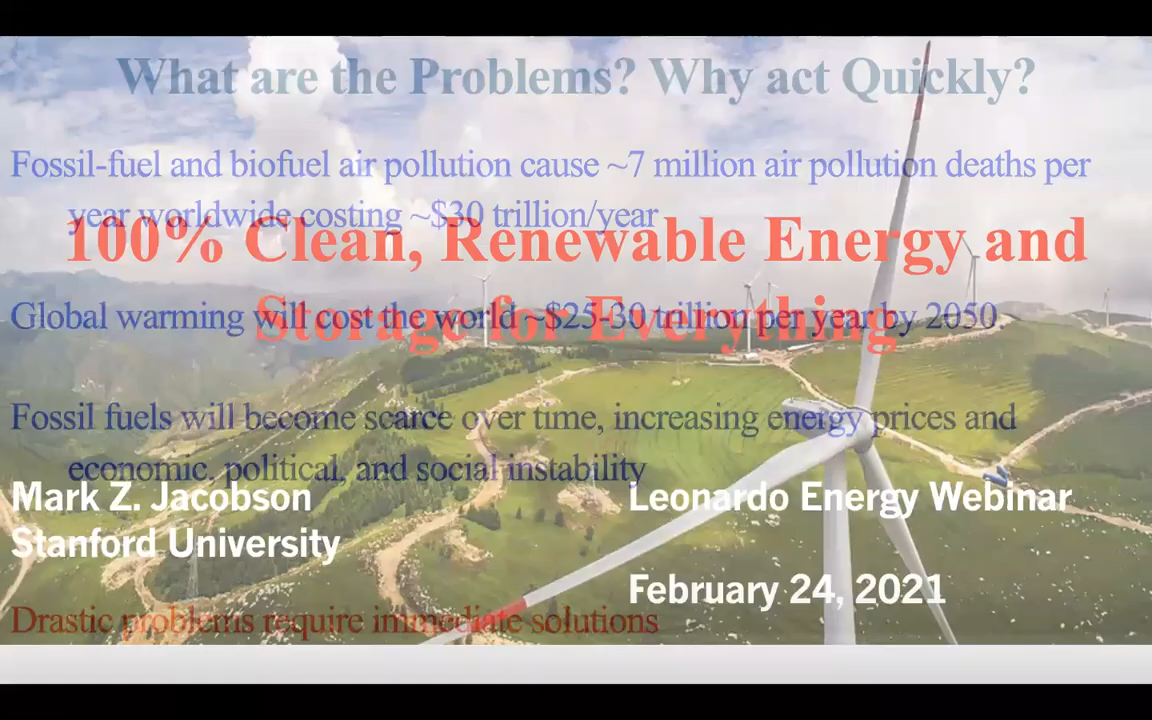 What are the Problems? Why act Quickly?
Fossil-fuel and biofuel air pollution cause ~7 million air pollution deaths per
year worldwide costing ~$30 trillion/year
100% Clean, Renewable Energy and
Storage for Everything
Global warming will cost the world ~$25-30 trillion per year by 2050
Fossil fuels will become scarce over time, increasing energy prices and
economic, political, and social instability
Mark Z. Jacobson
Stanford University
Leonardo Energy Webinar
February 24, 2021
Drastic problems require immediate solutions